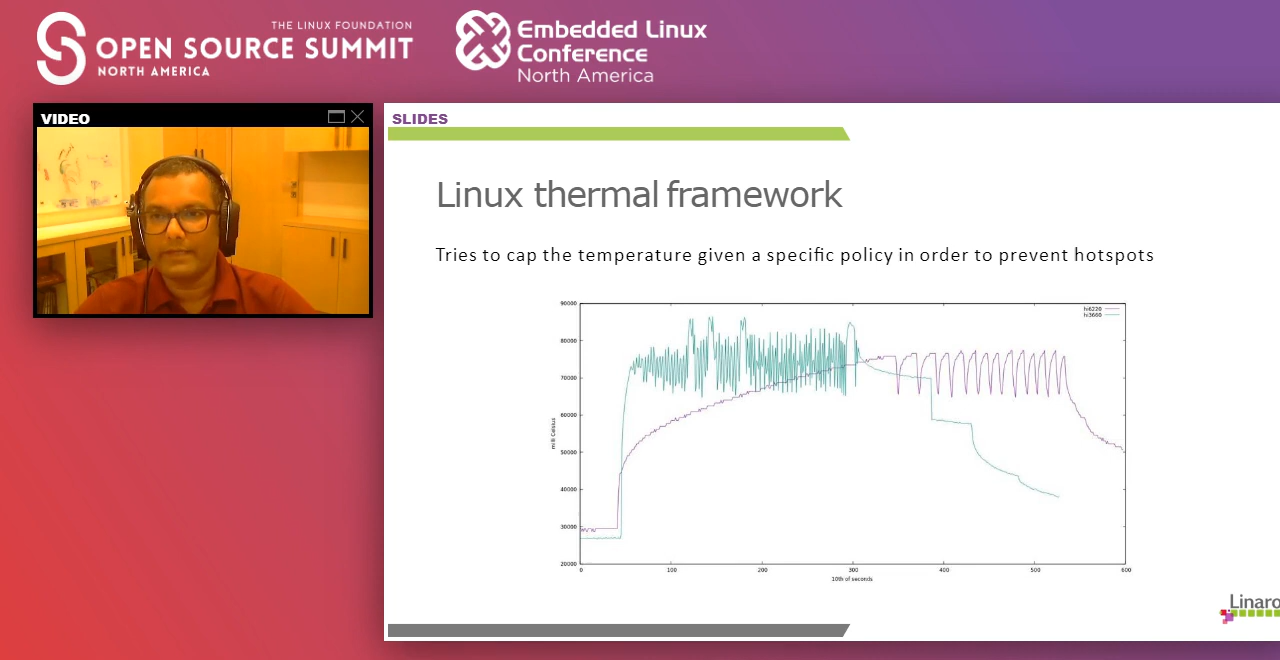 THE LINUX FOUNDATION
OPEN SOURCE SUMMIT
NORTH AMERICA
Embedded Linux
Conference
North America
VIDEO
SLIDES
Linux thermal framework
Tries to cap the temperature given a specific policy in order to prevent hotspots
90000
hi6220
hi3660
80000
70000
60000
milli Celsius
50000
40000
30000
20000
0 100 200 300 400 500 600
10th of seconds
Linaro